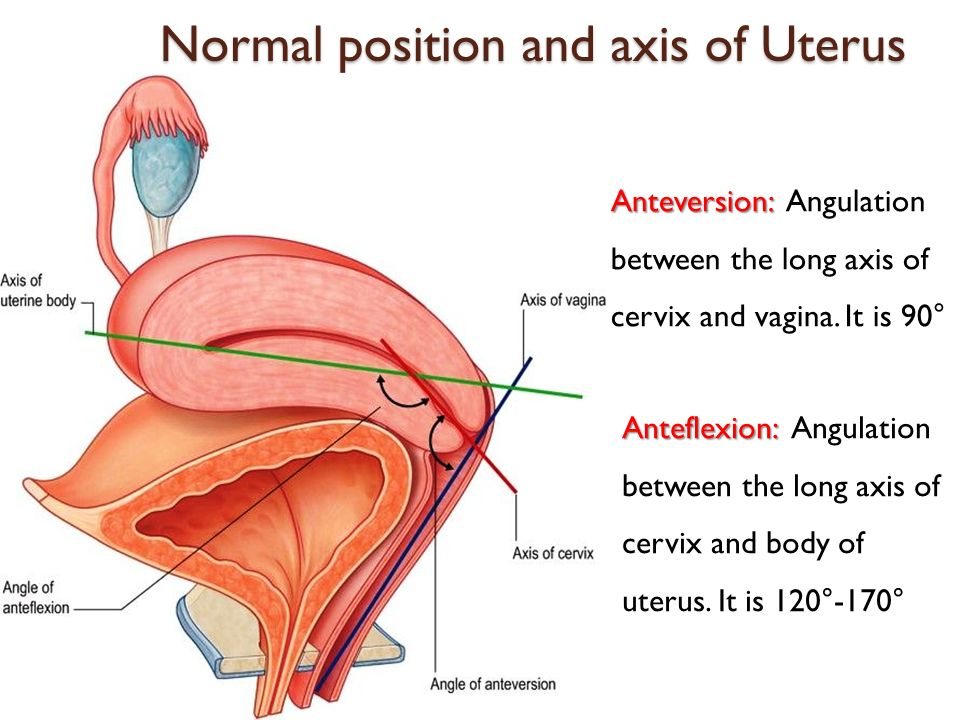 Normal position and axis of Uterus
Anteversion: Angulation
between the long axis of
cervix and vagina. It is 90°
Axis of
uterine body
Axis of vagina
Anteflexion: Angulation
between the long axis of
cervix and body of
uterus. It is 120°-170°
Axis of cervix
Angle of
anteflexion
Angle of anteversion